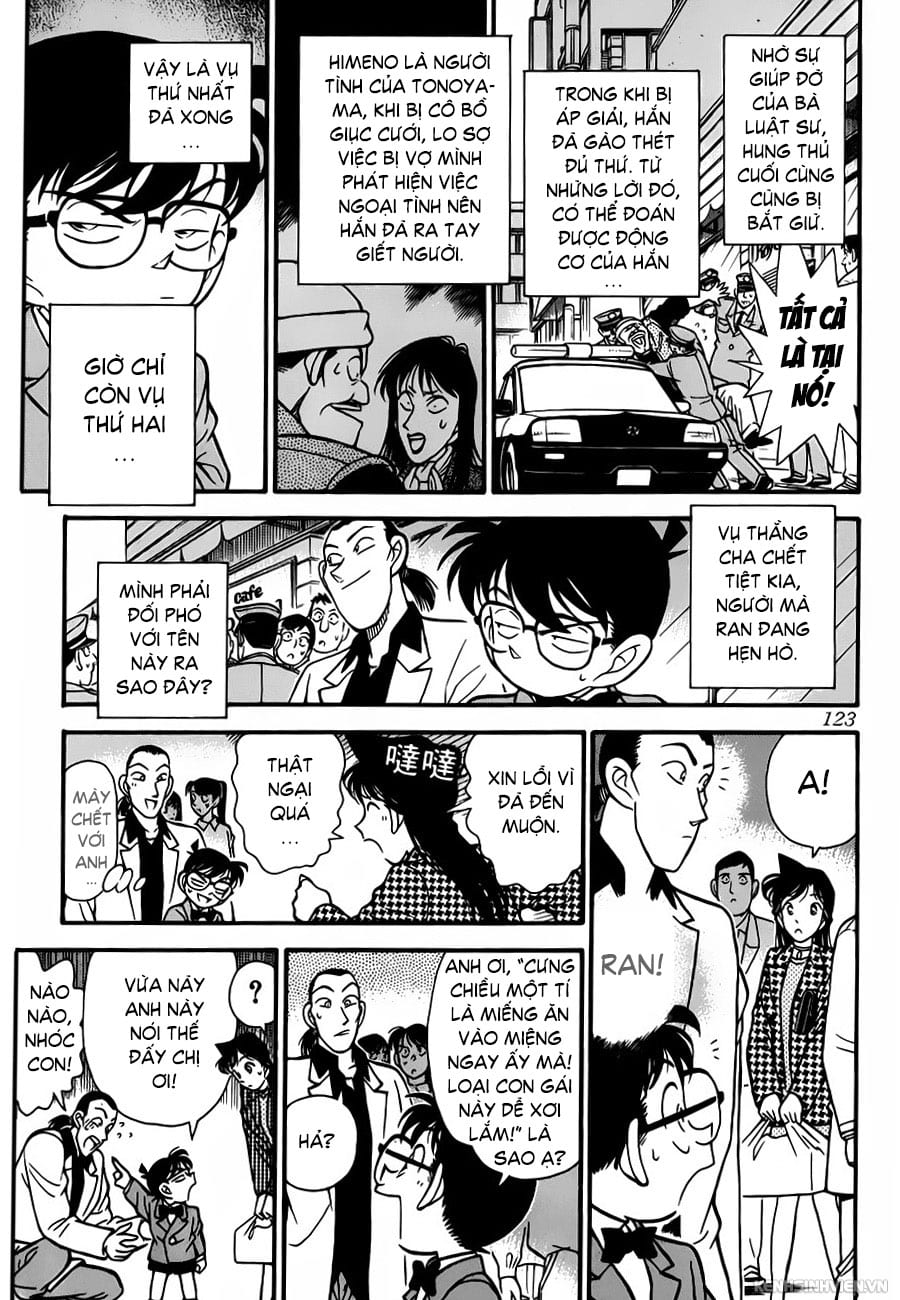 NHỜ SỰ
GIÚP ĐỠ
CỦA BÀ
LUẬT SƯ,
HUNG THỦ
CUỐI CÙNG
CŨNG BỊ
BẮT GIỮ.
TẤT CẢ
LÀ TẠI
NÓ!
TRONG KHI BỊ
ÁP GIẢI, HẮN
ĐÃ GÀO THÉT
ĐỦ THỨ. TỪ
NHỮNG LỜI ĐÓ,
CÓ THỂ ĐOÁN
ĐƯỢC ĐỘNG
CƠ CỦA HẮN
...
HIMENO LÀ NGƯỜI
TÌNH CỦA TONOYA-
MA, KHI BỊ CÔ BỒ
GIỤC CƯỚI, LO SỢ
VIỆC BỊ VỢ MÌNH
PHÁT HIỆN VIỆC
NGOẠI TÌNH NÊN
HẮN ĐÃ RA TAY
GIẾT NGƯỜI.
VẬY LÀ VỤ
THỨ NHẤT
ĐÃ XONG
...
GIỜ CHỈ
CÒN VỤ
THỨ HAI
...
VỤ THẰNG
CHA CHẾT
TIỆT KIA,
NGƯỜI MÀ
RAN ĐANG
HẸN HÒ.
Cafe
MÌNH PHẢI
ĐỐI PHÓ
VỚI TÊN
NÀY RA
SAO ĐÂY?
123
A!
RAN!
XIN LỖI VÌ
ĐÃ ĐẾN
MUỘN.
噠噠
THẬT
NGẠI
QUÁ
...
MÀY
CHẾT
VỚI
ANH
...
ANH ƠI, "CƯNG
CHIỀU MỘT TÍ
LÀ MIẾNG ĂN
VÀO MIỆNG
NGAY ẤY MÀ!
LOẠI CON GÁI
NÀY DỄ XƠI
LẮM!" LÀ
SAO Ạ?
HẢ?
?
VỪA NÃY
ANH NÀY
NÓI THẾ
ĐẤY CHỊ
ƠI!
NÀO
NÀO,
NHÓC
CON!
KENHSINHVIEN.VN